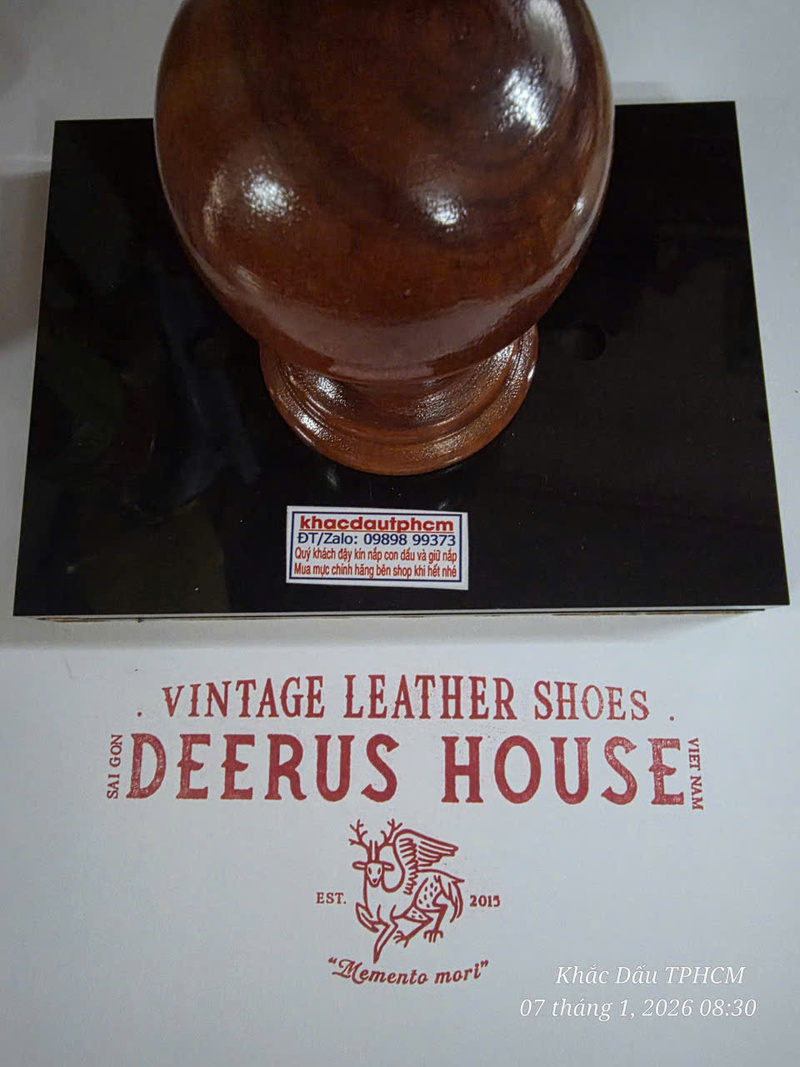 khacdautphcm
ĐT/Zalo: 09898 99373
Quý khách đậy kín nắp con dấu và giữ nắp
Mua mực chính hãng bên shop khi hết nhé
. VINTAGE LEATHER SHOES .
SAI GON
DEERUS HOUSE
VIET NAM
EST. 2015
"Memento mori"
Khắc Dấu TPHCM
07 tháng 1, 2026 08:30